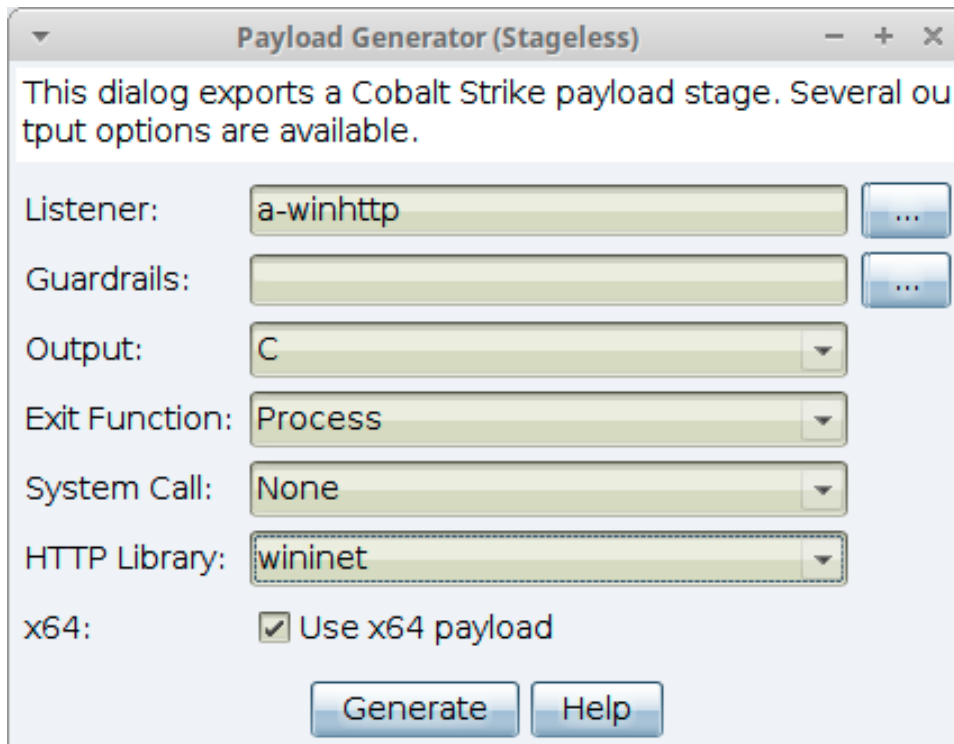 Payload Generator (Stageless)
This dialog exports a Cobalt Strike payload stage. Several ou
tput options are available.
Listener: a-winhttp ...
Guardrails: ...
Output: C
Exit Function: Process
System Call: None
HTTP Library: wininet
x64: Use x64 payload
Generate Help